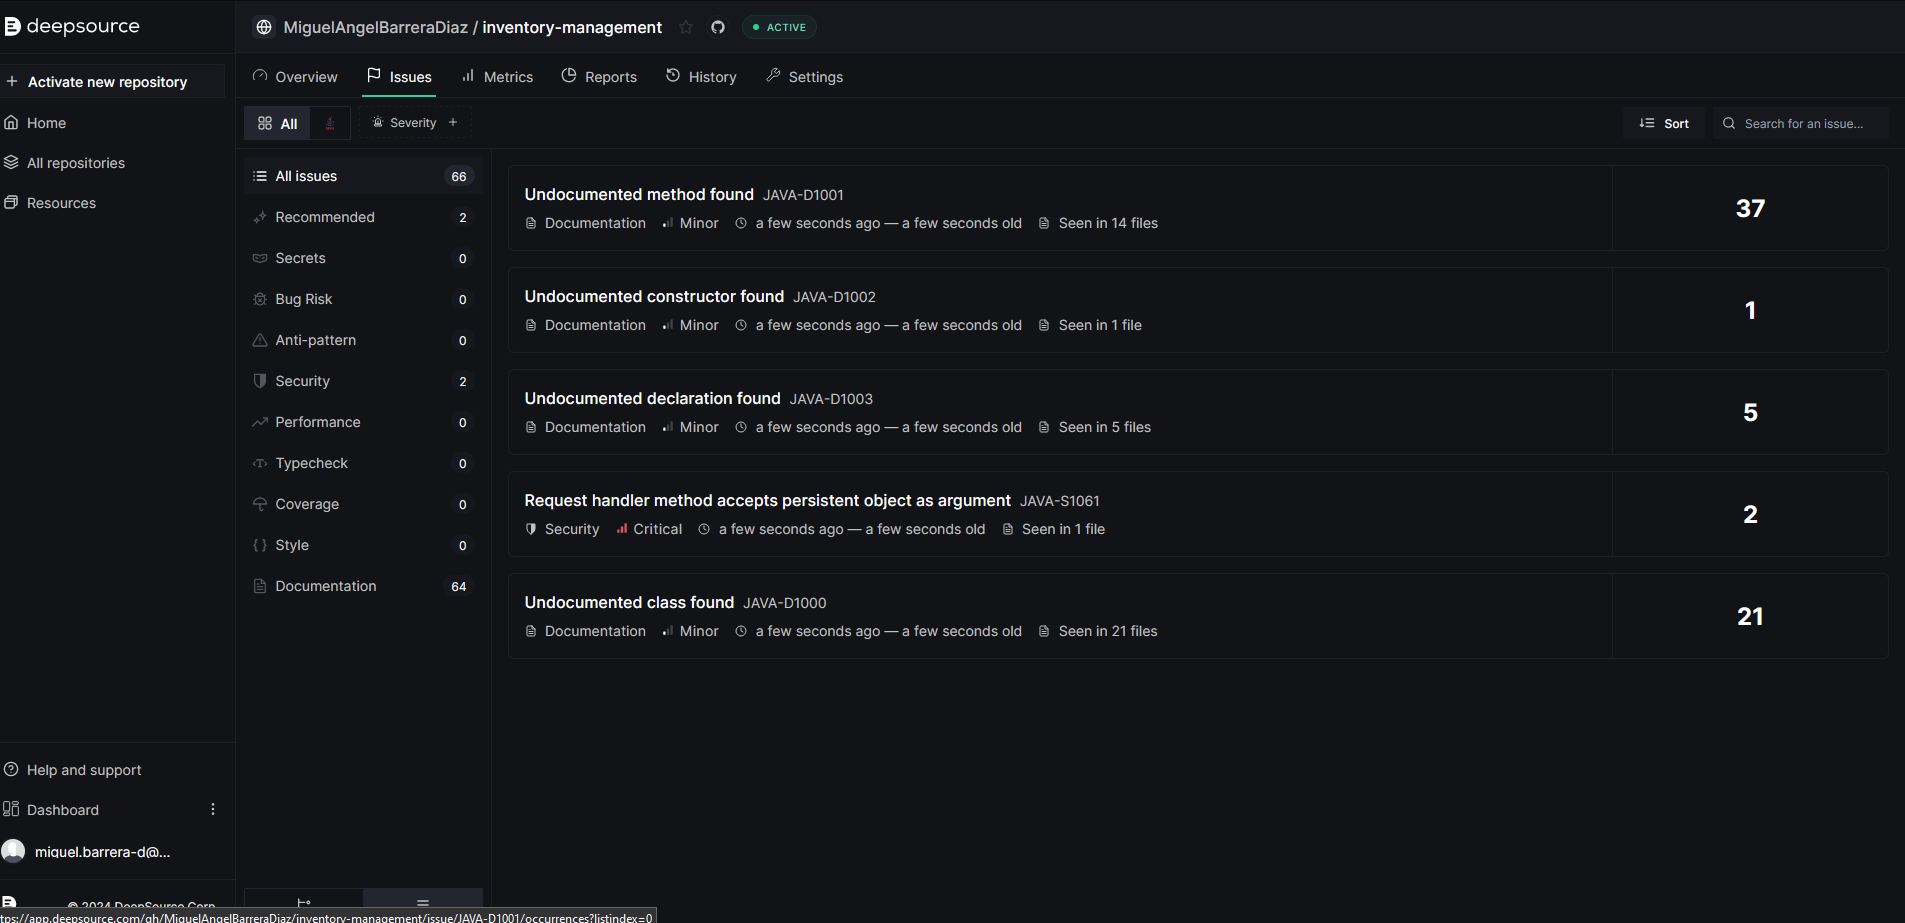 deepsource
MiguelAngelBarreraDiaz / inventory-management
ACTIVE
Activate new repository
Home
All repositories
Resources
Overview
Issues
Metrics
Reports
History
Settings
All
Severity +
Sort
Search for an issue...
All issues 66
Recommended 2
Secrets 0
Bug Risk 0
Anti-pattern 0
Security 2
Performance 0
Typecheck 0
Coverage 0
Style 0
Documentation 64
Undocumented method found JAVA-D1001
Documentation Minor a few seconds ago — a few seconds old Seen in 14 files
37
Undocumented constructor found JAVA-D1002
Documentation Minor a few seconds ago — a few seconds old Seen in 1 file
1
Undocumented declaration found JAVA-D1003
Documentation Minor a few seconds ago — a few seconds old Seen in 5 files
5
Request handler method accepts persistent object as argument JAVA-S1061
Security Critical a few seconds ago — a few seconds old Seen in 1 file
2
Undocumented class found JAVA-D1000
Documentation Minor a few seconds ago — a few seconds old Seen in 21 files
21
Help and support
Dashboard
miguel.barrera-d@...
© 2024 DeepSource Corp
tps://app.deepsource.com/gh/MiguelAngelBarreraDiaz/inventory-management/issue/JAVA-D1001/occurrences?listindex=0